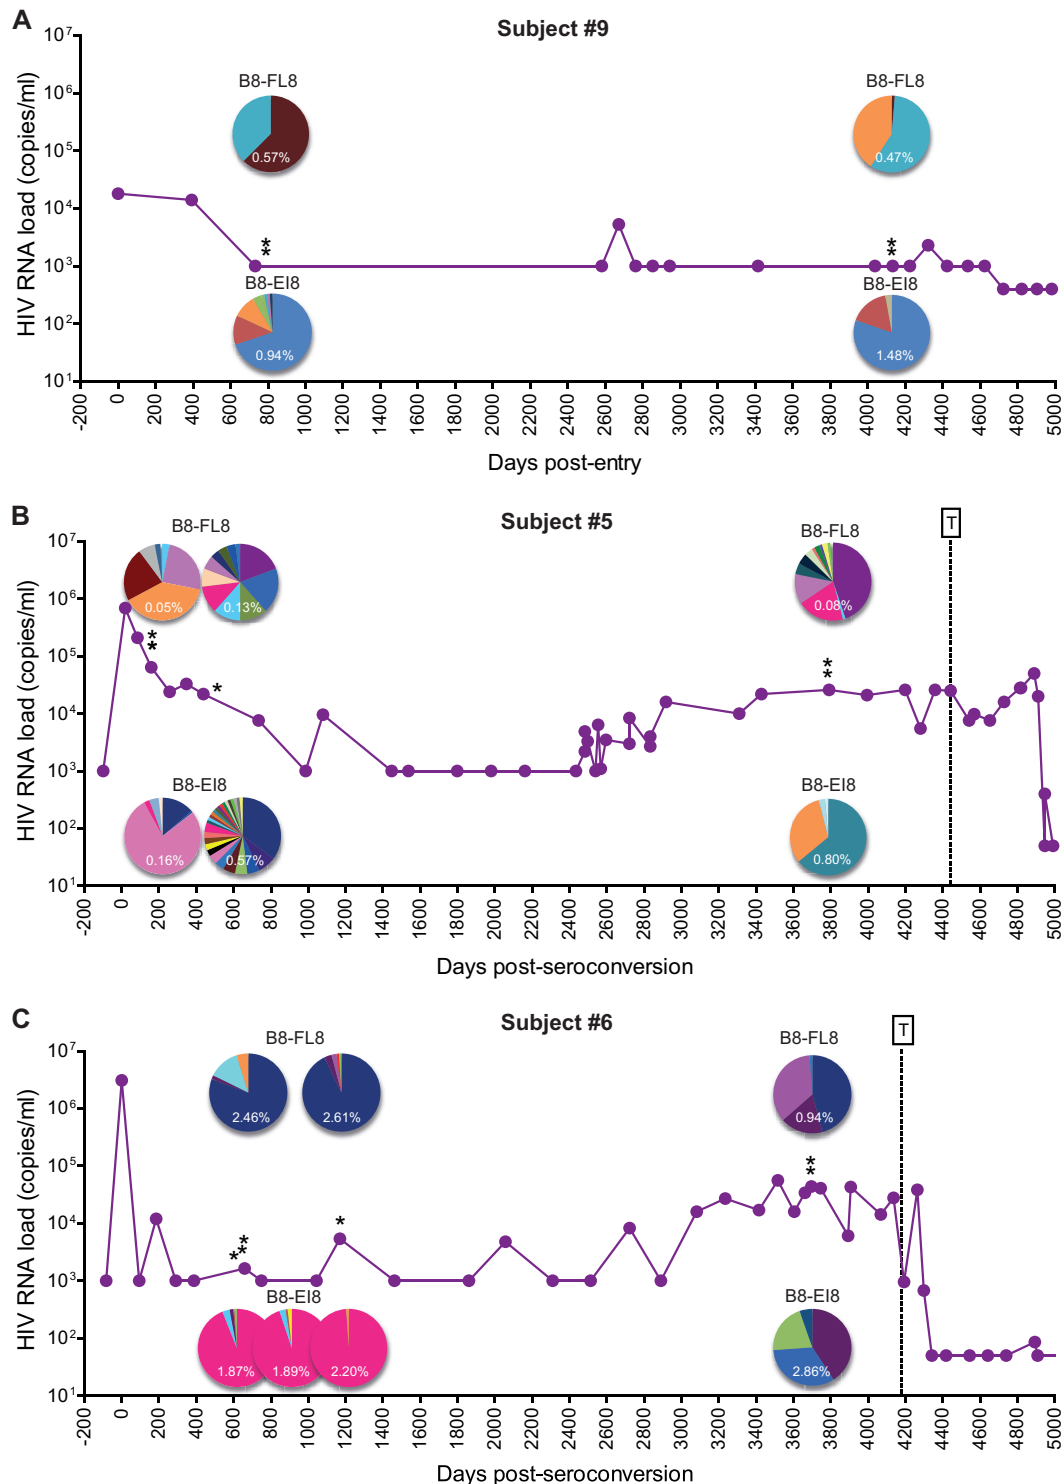 A
Subject #9
HIV RNA load (copies/ml)
10⁷
10⁶
10⁵
10⁴
10³
10²
10¹
B8-FL8
0.57%
B8-FL8
0.47%
**
**
B8-EI8
0.94%
B8-EI8
1.48%
-200 0 200 400 600 800 1000 1200 1400 1600 1800 2000 2200 2400 2600 2800 3000 3200 3400 3600 3800 4000 4200 4400 4600 4800 5000
Days post-entry
B
Subject #5
HIV RNA load (copies/ml)
10⁷
10⁶
10⁵
10⁴
10³
10²
10¹
B8-FL8
0.05%
0.13%
B8-FL8
0.08%
T
**
*
**
B8-EI8
0.16%
0.57%
B8-EI8
0.80%
-200 0 200 400 600 800 1000 1200 1400 1600 1800 2000 2200 2400 2600 2800 3000 3200 3400 3600 3800 4000 4200 4400 4600 4800 5000
Days post-seroconversion
C
Subject #6
HIV RNA load (copies/ml)
10⁷
10⁶
10⁵
10⁴
10³
10²
10¹
B8-FL8
2.46%
2.61%
B8-FL8
0.94%
T
*
**
*
**
B8-EI8
1.87%
1.89%
2.20%
2.86%
-200 0 200 400 600 800 1000 1200 1400 1600 1800 2000 2200 2400 2600 2800 3000 3200 3400 3600 3800 4000 4200 4400 4600 4800 5000
B8-EI8
Days post-seroconversion